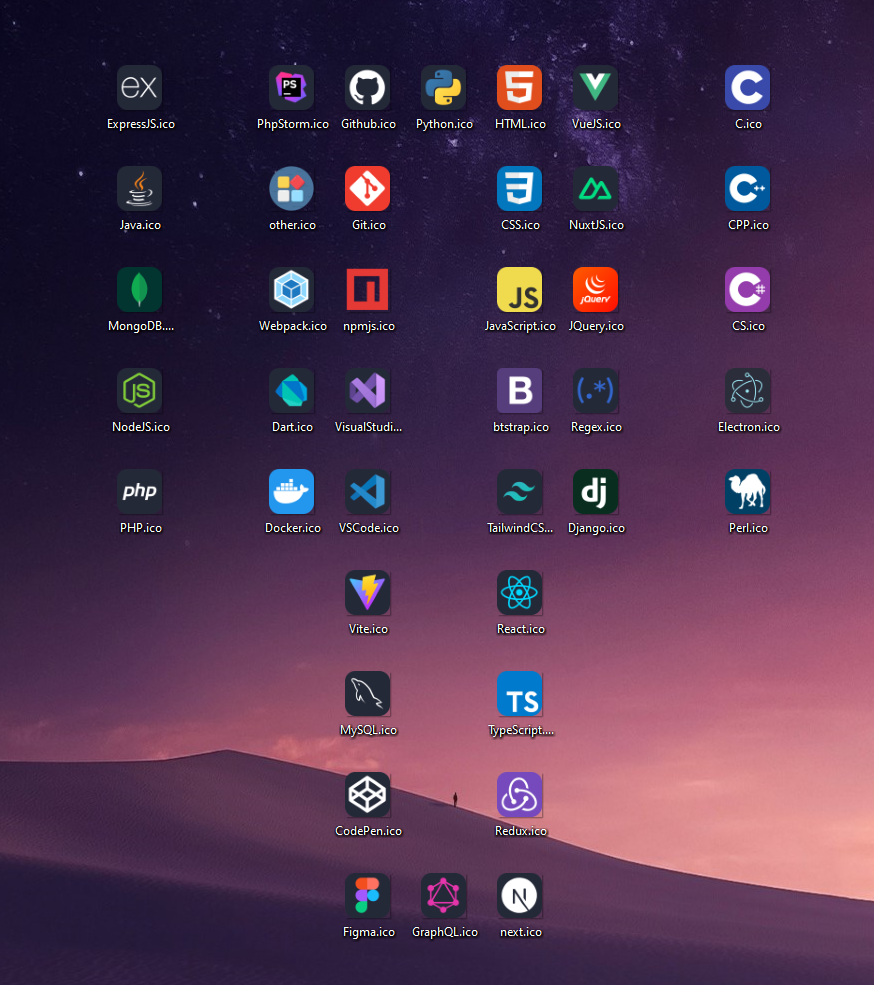 ex
PS
5
ExpressJS.ico PhpStorm.ico Github.ico Python.ico HTML.ico VueJS.ico C.ico
C
3
C++
Java.ico other.ico Git.ico CSS.ico NuxtJS.ico CPP.ico
JS
jQuery
C#
MongoDB.... Webpack.ico npmjs.ico JavaScript.ico JQuery.ico CS.ico
JS
B
(.*)
NodeJS.ico Dart.ico VisualStudi... btstrap.ico Regex.ico Electron.ico
php
dj
PHP.ico Docker.ico VSCode.ico TailwindCS... Django.ico Perl.ico
Vite.ico React.ico
TS
MySQL.ico TypeScript....
CodePen.ico Redux.ico
N
Figma.ico GraphQL.ico next.ico